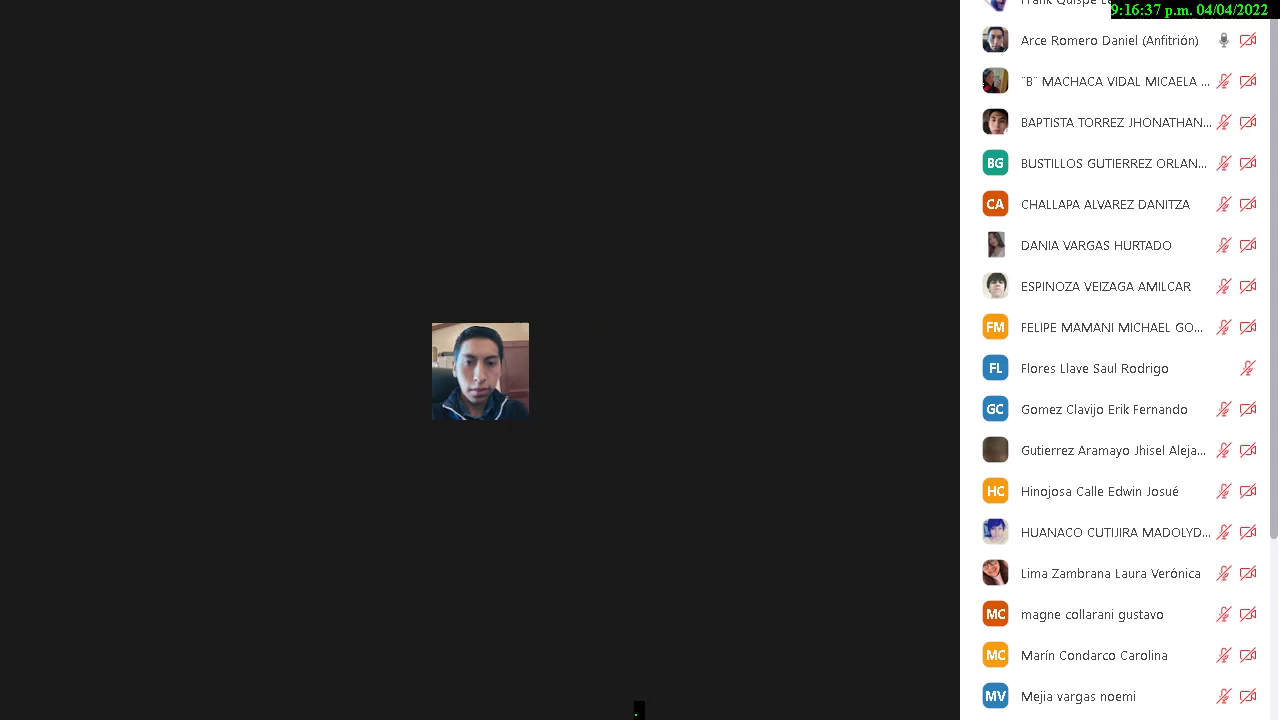 Frank Quispe
9:16:37 p.m. 04/04/2022
Arce Romero Daniel (Anfitrión)
"B" MACHACA VIDAL MICAELA ...
BAPTISTA TORREZ JHONATHAN...
BG BUSTILLOS GUTIERREZ ORLAN...
CA CHALLAPA ALVAREZ DANITZA
DANIA VARGAS HURTADO
ESPINOZA VEIZAGA AMILCAR
FM FELIPE MAMANI MICHAEL GO...
FL Flores Llave Saul Rodrigo
GC Gomez Clavijo Erik Fernando
Gutierrez Aramayo Jhisel Aleja...
HC Hinojosa Calle Edwin Josué
HUANACO CUTIJIRA MADOLYD...
Lima Zambrana Laura Verónica
MC magne collarani gustavo
MC Marín Condarco Carolina
MV Mejia vargas noemi